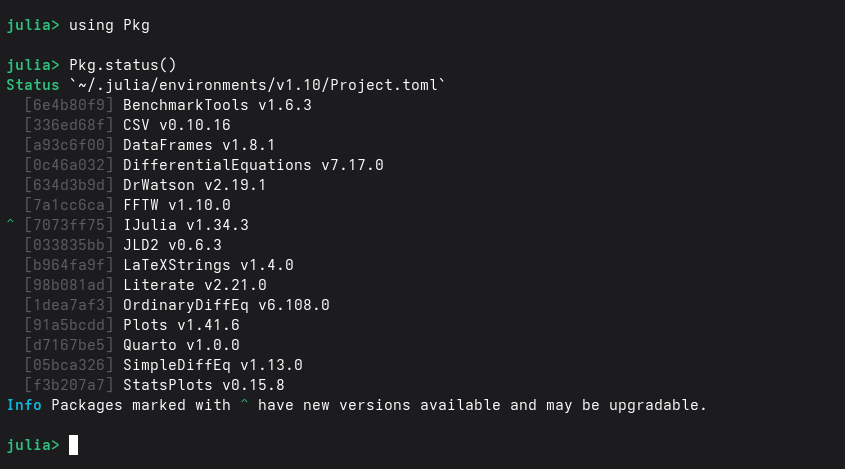 julia> using Pkg
julia> Pkg.status()
Status `~/.julia/environments/v1.10/Project.toml`
[6e4b80f9] BenchmarkTools v1.6.3
[336ed68f] CSV v0.10.16
[a93c6f00] DataFrames v1.8.1
[0c46a032] DifferentialEquations v7.17.0
[634d3b9d] DrWatson v2.19.1
[7a1cc6ca] FFTW v1.10.0
^ [7073ff75] IJulia v1.34.3
[033835bb] JLD2 v0.6.3
[b964fa9f] LaTeXStrings v1.4.0
[98b081ad] Literate v2.21.0
[1dea7af3] OrdinaryDiffEq v6.108.0
[91a5bcdd] Plots v1.41.6
[d7167be5] Quarto v1.0.0
[05bca326] SimpleDiffEq v1.13.0
[f3b207a7] StatsPlots v0.15.8
Info Packages marked with ^ have new versions available and may be upgradable.
julia>